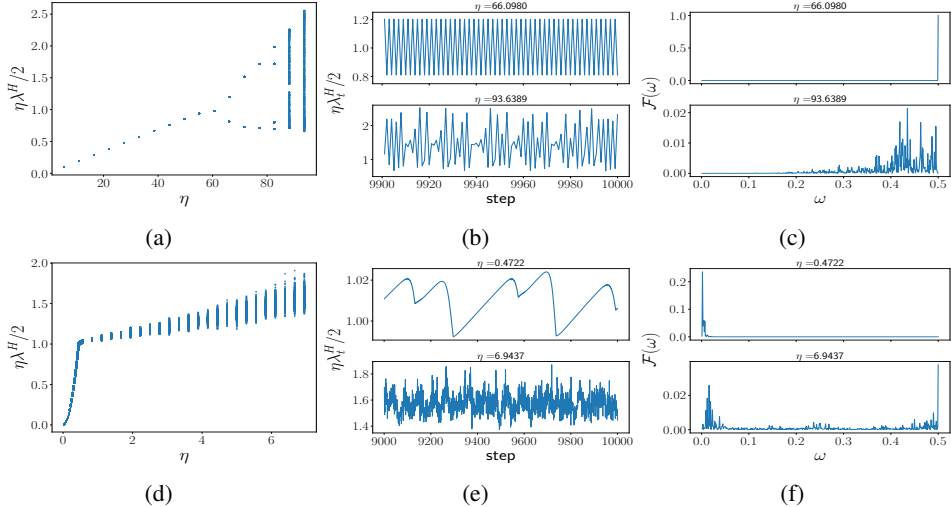 2.5
2.0
1.5
1.0
0.5
0.0
ηλ^H/2
20
40
60
80
η
(a)
η =66.0980
1.2
1.0
0.8
η =93.6389
2
1
ηλ_t^H/2
9900
9920
9940
9960
9980
10000
step
(b)
η =66.0980
1.0
0.5
0.0
η =93.6389
0.01
0.00
F(ω)
0.0
0.1
0.2
0.3
0.4
0.5
ω
(c)
2.0
1.5
1.0
0.5
0.0
ηλ^H/2
0
2
4
6
η
(d)
η =0.4722
1.02
1.00
η =6.9437
1.8
1.6
1.4
ηλ_t^H/2
9000
9200
9400
9600
9800
10000
step
(e)
η =0.4722
0.2
0.1
0.0
η =6.9437
0.02
0.00
F(ω)
0.0
0.1
0.2
0.3
0.4
0.5
ω
(f)